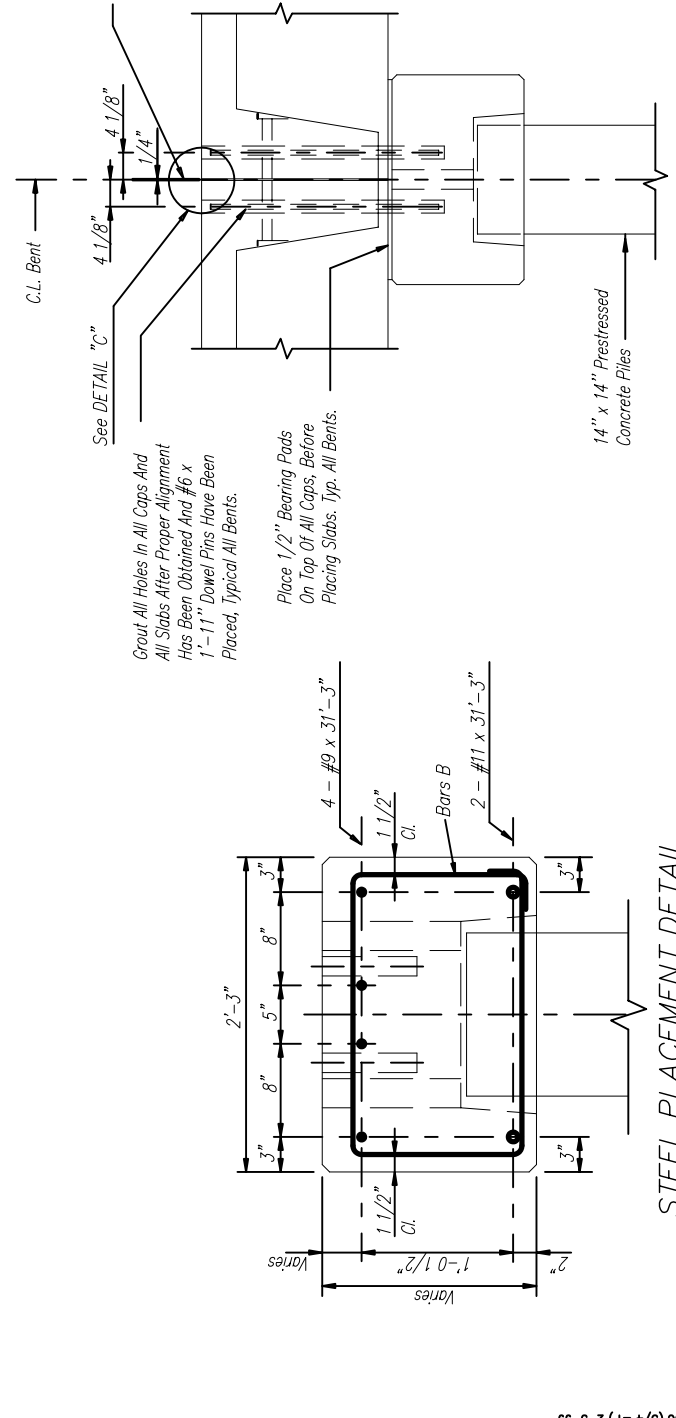 C.L. Bent
4 1/8"
1/4"
4 1/8"
See DETAIL "C"
Grout All Holes In All Caps And
All Slabs After Proper Alignment
Has Been Obtained And #6 x
1'-11" Dowel Pins Have Been
Placed, Typical All Bents.
Place 1/2" Bearing Pads
On Top Of All Caps, Before
Placing Slabs. Typ. All Bents.
14" x 14" Prestressed
Concrete Piles
2'-3"
3"
8"
5"
8"
3"
4 - #9 x 31'-3"
1 1/2"
Cl.
Bars B
2 - #11 x 31'-3"
1 1/2"
Cl.
3"
3"
Varies
1'-0 1/2"
2"
Varies
STEEL PLACEMENT DETAIL